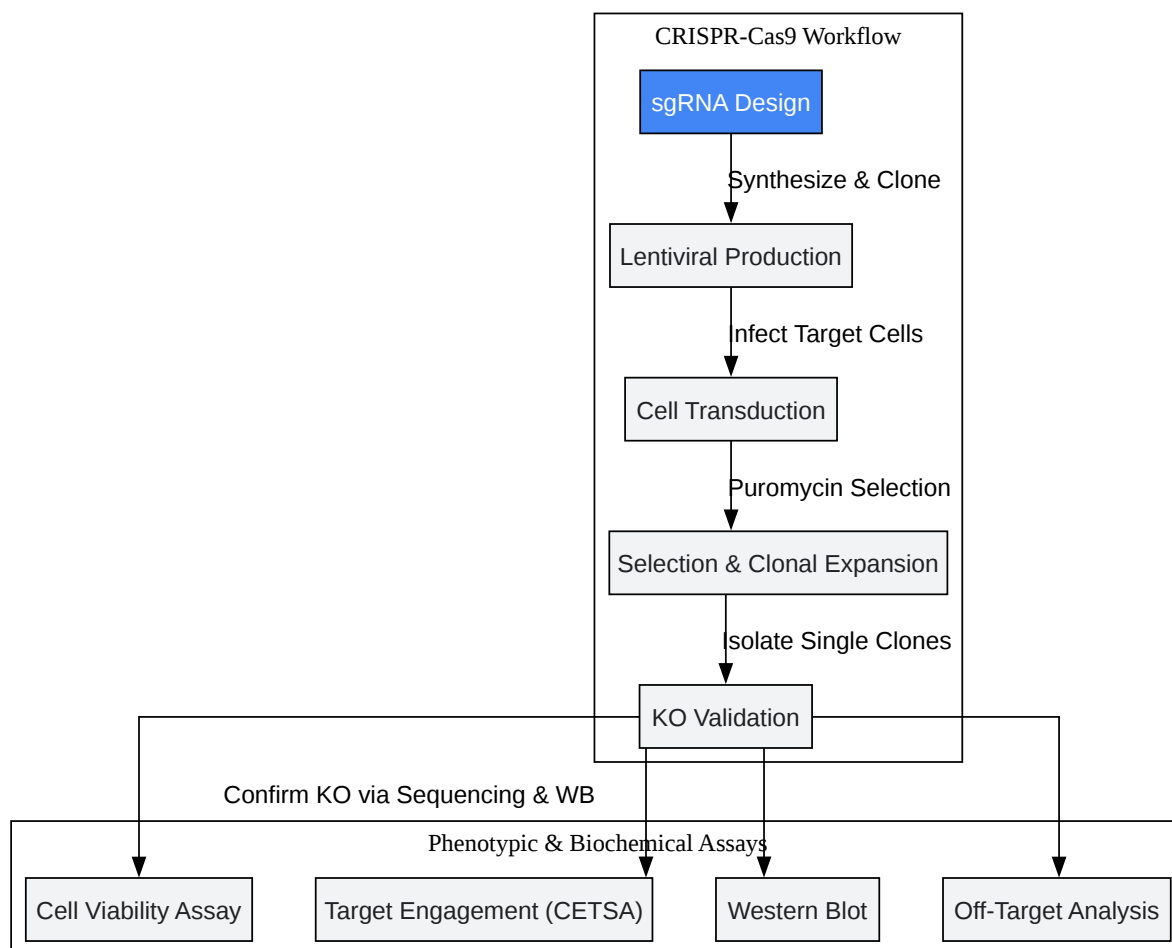 CRISPR-Cas9 Workflow
sgRNA Design
Synthesize & Clone
Lentiviral Production
Infect Target Cells
Cell Transduction
Puromycin Selection
Selection & Clonal Expansion
Isolate Single Clones
KO Validation
Confirm KO via Sequencing & WB
Phenotypic & Biochemical Assays
Cell Viability Assay
Target Engagement (CETSA)
Western Blot
Off-Target Analysis